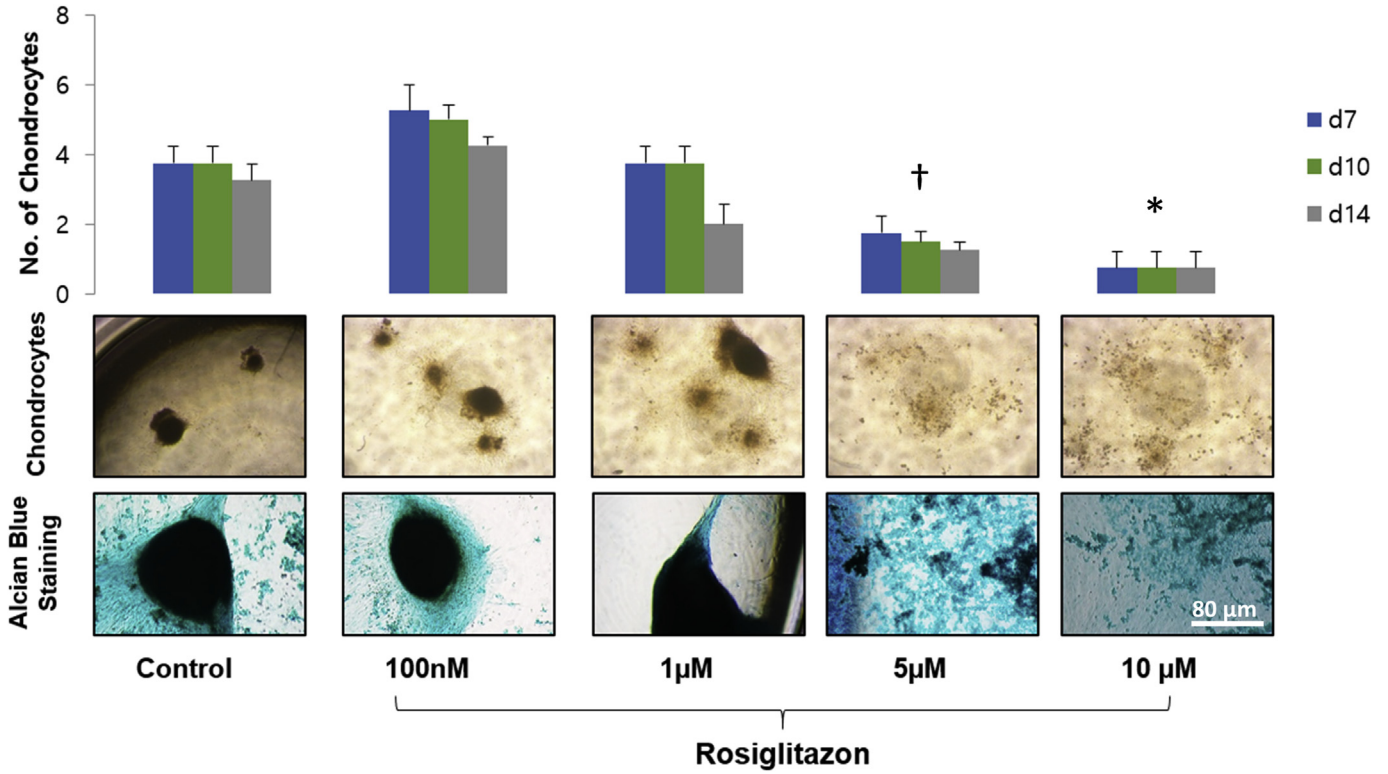 8
6
4
2
0
No. of Chondrocytes
†
*
d7
d10
d14
Chondrocytes
Alcian Blue
Staining
80 µm
Control
100nM
1µM
5µM
10 µM
Rosiglitazon